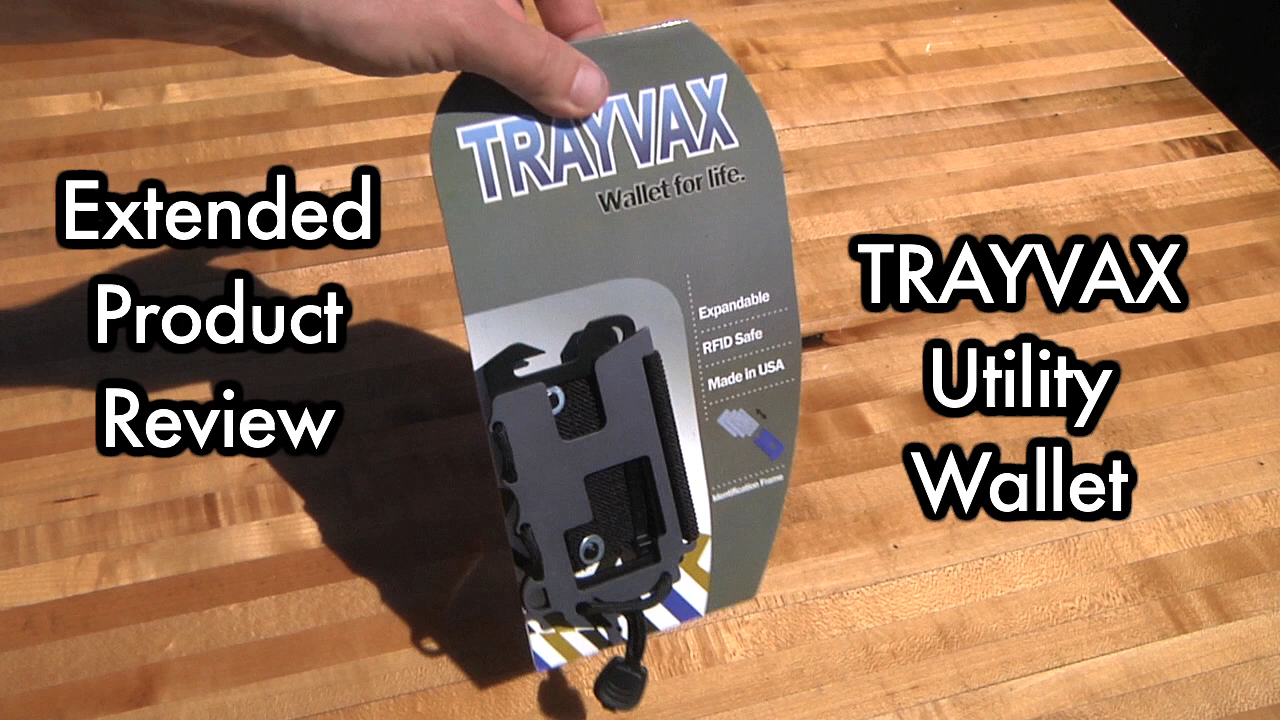 Extended
Product
Review
TRAYVAX
Wallet for life.
Expandable
RFID Safe
Made in USA
Identification Frame
TRAYVAX
Utility
Wallet